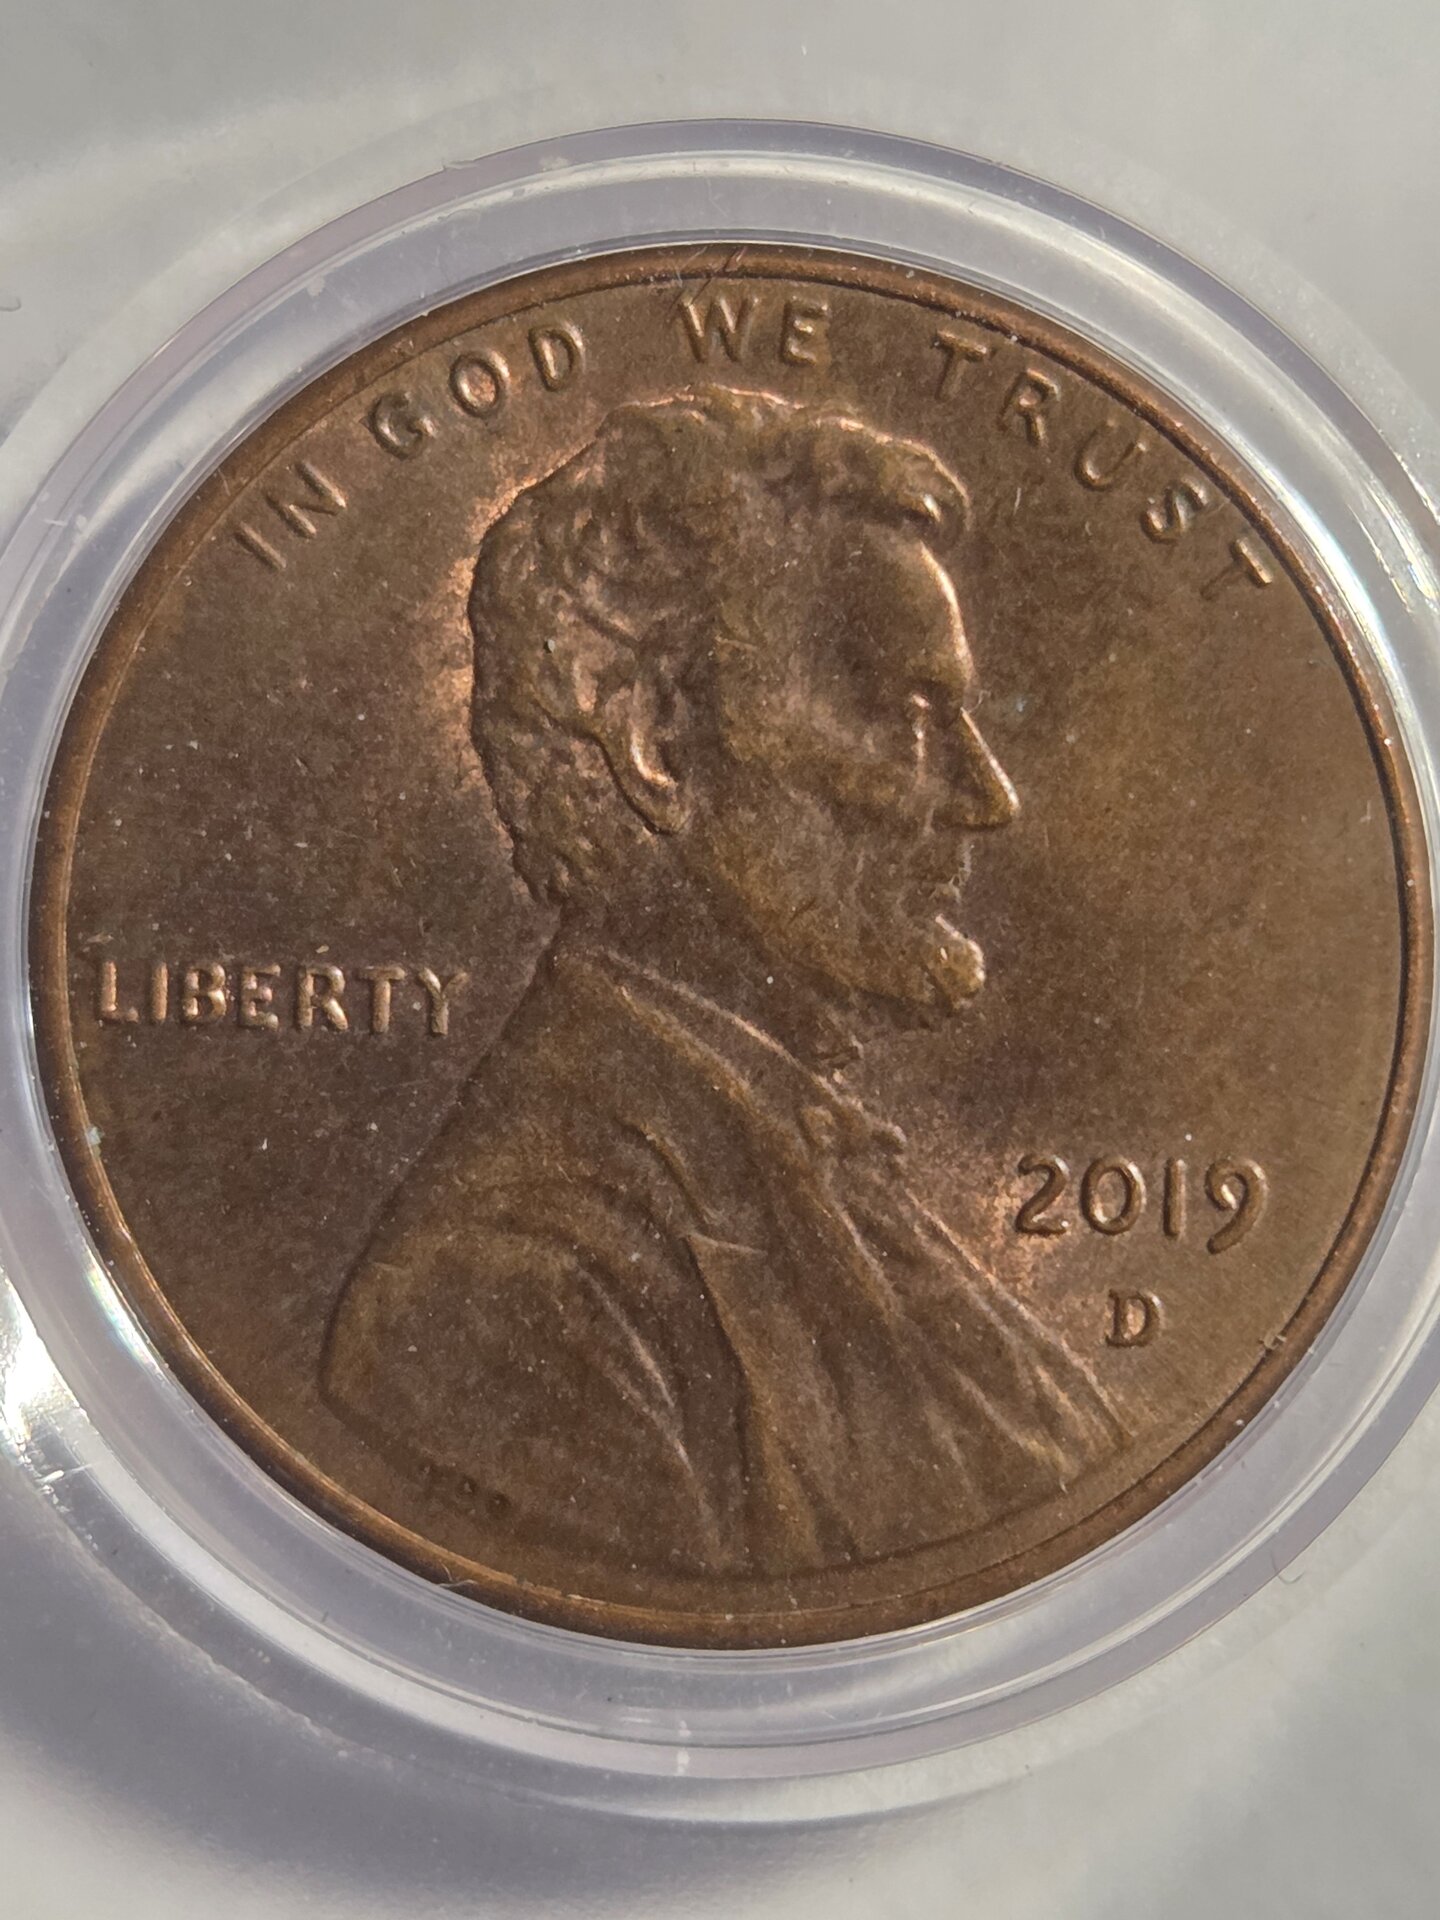 IN GOD WE TRUST
LIBERTY
2019
D